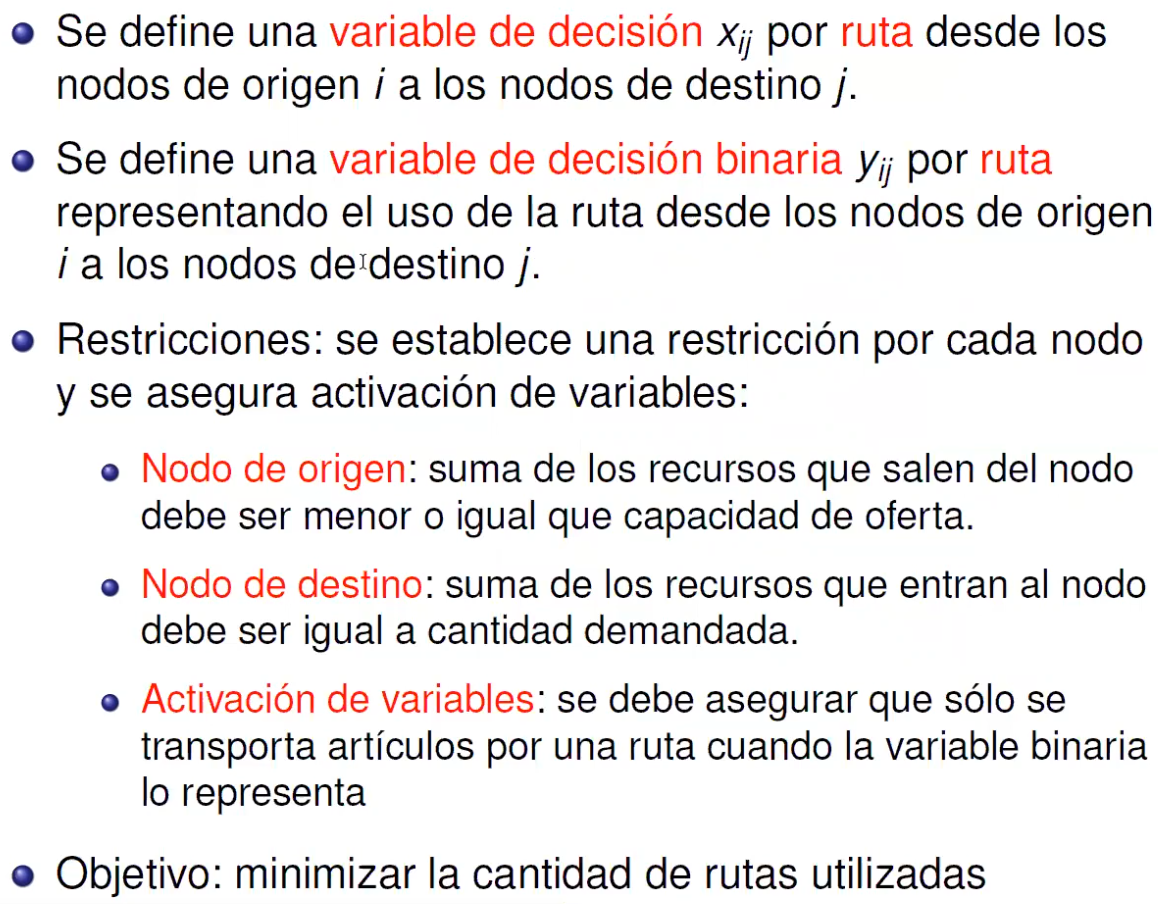 Se define una variable de decisión xij por ruta desde los
nodos de origen i a los nodos de destino j.
Se define una variable de decisión binaria yij por ruta
representando el uso de la ruta desde los nodos de origen
i a los nodos de destino j.
Restricciones: se establece una restricción por cada nodo
y se asegura activación de variables:
Nodo de origen: suma de los recursos que salen del nodo
debe ser menor o igual que capacidad de oferta.
Nodo de destino: suma de los recursos que entran al nodo
debe ser igual a cantidad demandada.
Activación de variables: se debe asegurar que sólo se
transporta artículos por una ruta cuando la variable binaria
lo representa
Objetivo: minimizar la cantidad de rutas utilizadas